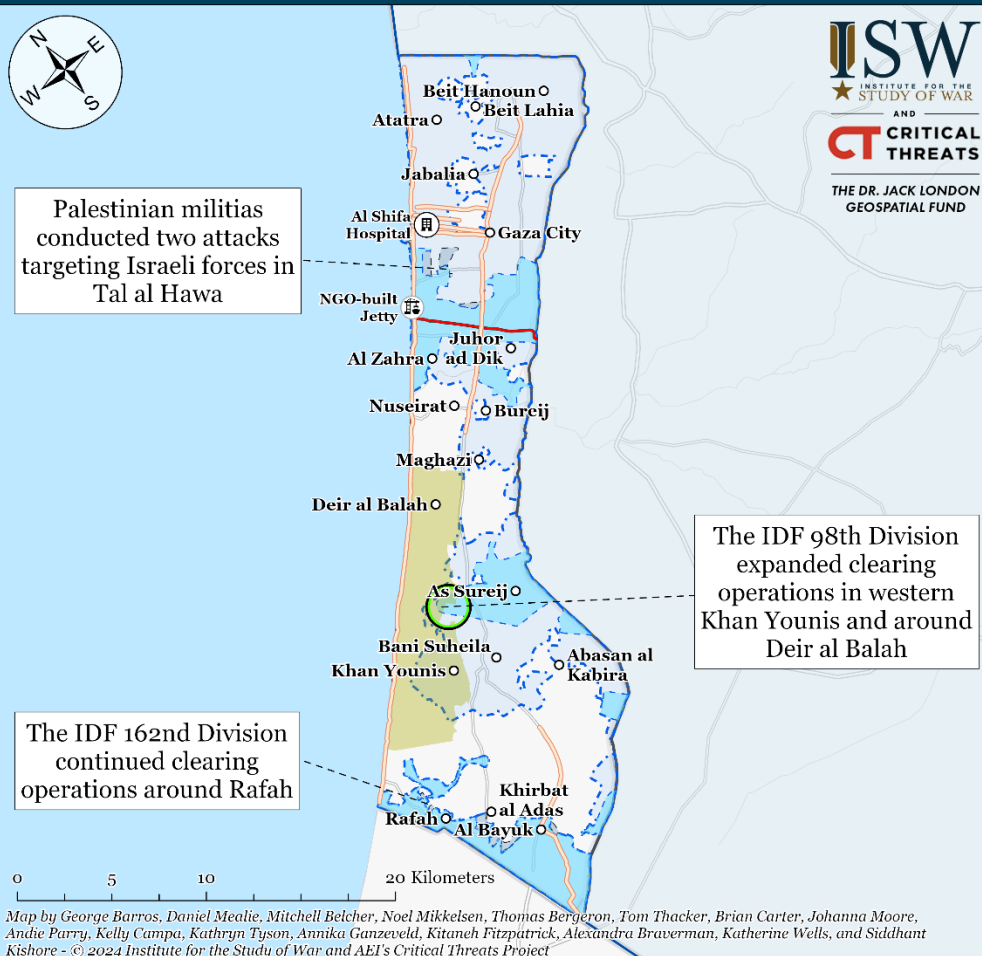 N
E
W
S
ISW
INSTITUTE FOR THE
STUDY OF WAR
AND
CT CRITICAL
THREATS
THE DR. JACK LONDON
GEOSPATIAL FUND
Beit Hanoun
Beit Lahia
Atatra
Jabalia
Palestinian militias
conducted two attacks
targeting Israeli forces in
Tal al Hawa
Al Shifa
Hospital
Gaza City
NGO-built
Jetty
Juhor
ad Dik
Al Zahra
Nuseirat
Bureij
Maghazi
Deir al Balah
The IDF 98th Division
expanded clearing
operations in western
Khan Younis and around
Deir al Balah
As Sureij
Bani Suheila
Abasan al
Kabira
Khan Younis
The IDF 162nd Division
continued clearing
operations around Rafah
Khirbat
al Adas
Rafah
Al Bayuk
0 5 10 20 Kilometers
Map by George Barros, Daniel Mealie, Mitchell Belcher, Noel Mikkelsen, Thomas Bergeron, Tom Thacker, Brian Carter, Johanna Moore,
Andie Parry, Kelly Campa, Kathryn Tyson, Annika Ganzeveld, Kitaneh Fitzpatrick, Alexandra Braverman, Katherine Wells, and Siddhant
Kishore - © 2024 Institute for the Study of War and AEI's Critical Threats Project